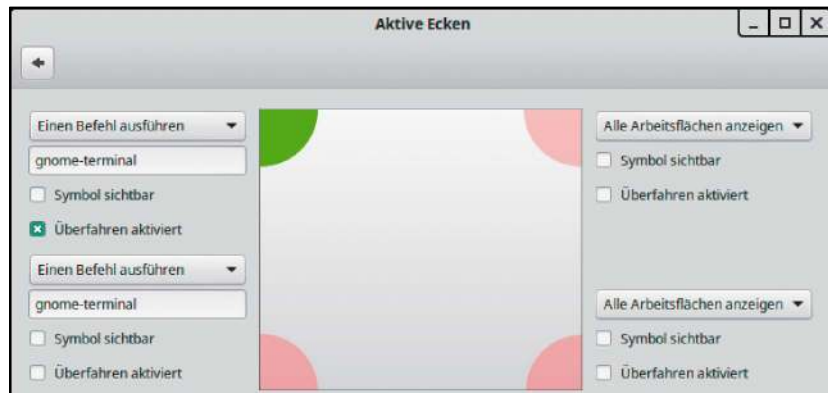 Aktive Ecken
Einen Befehl ausführen
gnome-terminal
Symbol sichtbar
Überfahren aktiviert
Einen Befehl ausführen
gnome-terminal
Symbol sichtbar
Überfahren aktiviert
Alle Arbeitsflächen anzeigen
Symbol sichtbar
Überfahren aktiviert
Alle Arbeitsflächen anzeigen
Symbol sichtbar
Überfahren aktiviert